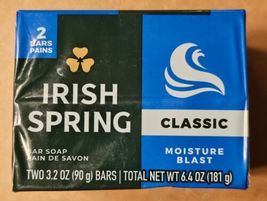 2
BARS
PAINS
IRISH
SPRING
BAR SOAP
PAIN DE SAVON
CLASSIC
MOISTURE
BLAST
TWO 3.2 OZ (90 g) BARS | TOTAL NET WT 6.4 OZ (181 g)